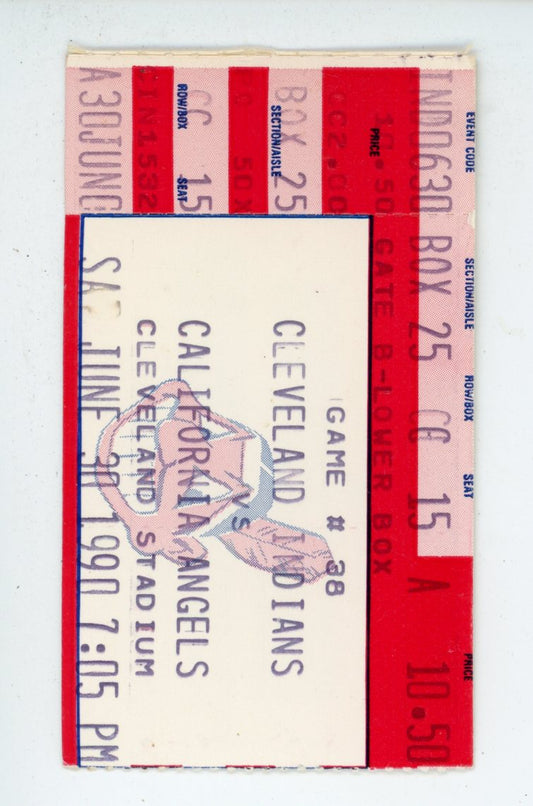 EVENT CODE SECTION/AISLE ROW/BOX SEAT PRICE
IND0630 BOX 25 15 A 10.50
PRICE
10.50 GATE B-LOWER BOX
GAME # 38
SECTION/AISLE
BOX 25 CLEVELAND INDIANS
VS
ROW/BOX SEAT
15 CALIFORNIA ANGELS
CLEVELAND STADIUM
SAT JUNE 30 1990 7:05 PM